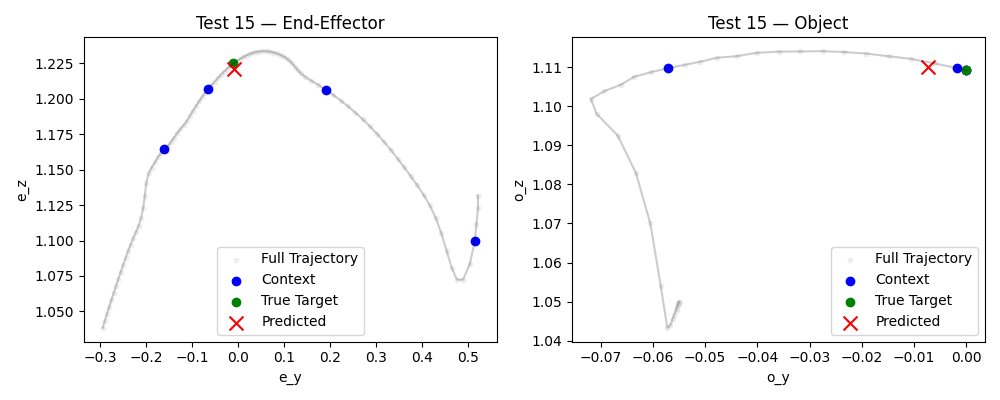 Test 15 — End-Effector
e_z
1.225
1.200
1.175
1.150
1.125
1.100
1.075
1.050
−0.3 −0.2 −0.1 0.0 0.1 0.2 0.3 0.4 0.5
e_y
Full Trajectory
Context
True Target
Predicted
Test 15 — Object
o_z
1.11
1.10
1.09
1.08
1.07
1.06
1.05
1.04
−0.07 −0.06 −0.05 −0.04 −0.03 −0.02 −0.01 0.00
o_y
Full Trajectory
Context
True Target
Predicted